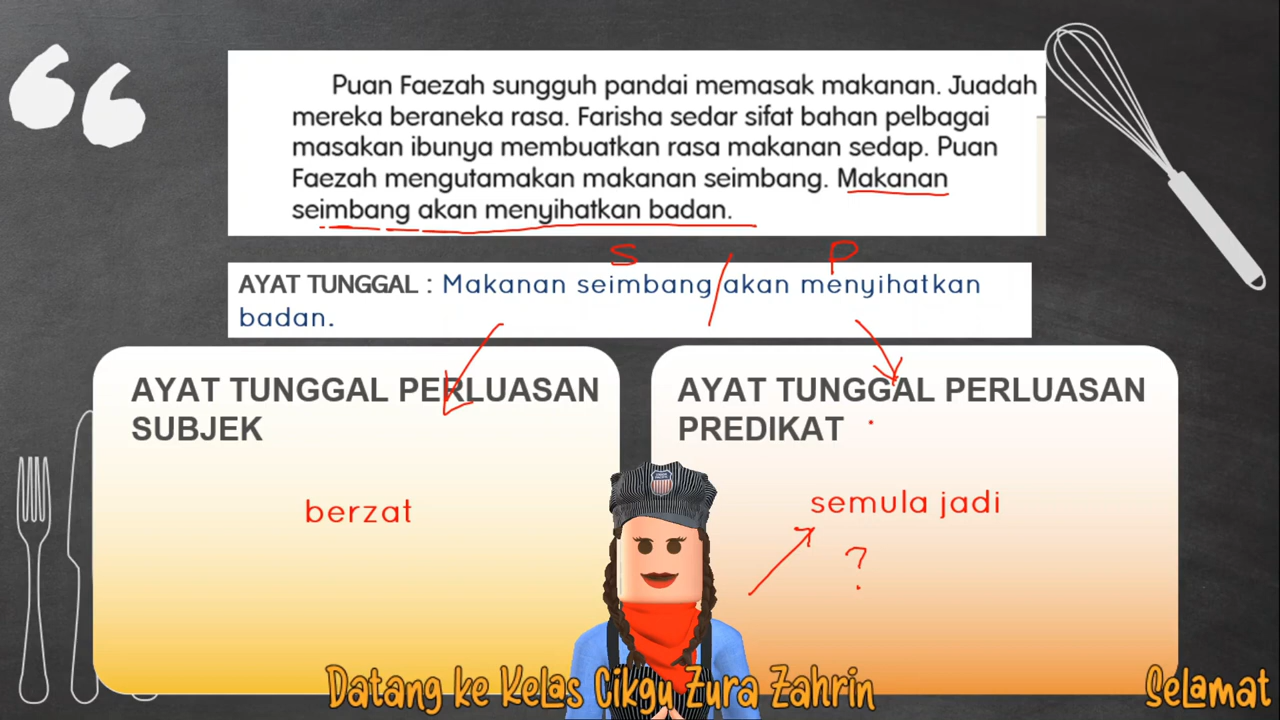 Puan Faezah sungguh pandai memasak makanan. Juadah
mereka beraneka rasa. Farisha sedar sifat bahan pelbagai
masakan ibunya membuatkan rasa makanan sedap. Puan
Faezah mengutamakan makanan seimbang. Makanan
seimbang akan menyihatkan badan.
S P
AYAT TUNGGAL : Makanan seimbang/akan menyihatkan
badan.
AYAT TUNGGAL PERLUASAN
SUBJEK
berzat
AYAT TUNGGAL PERLUASAN
PREDIKAT
semula jadi
?
Datang ke Kelas Cikgu Zura Zahrin
Selamat